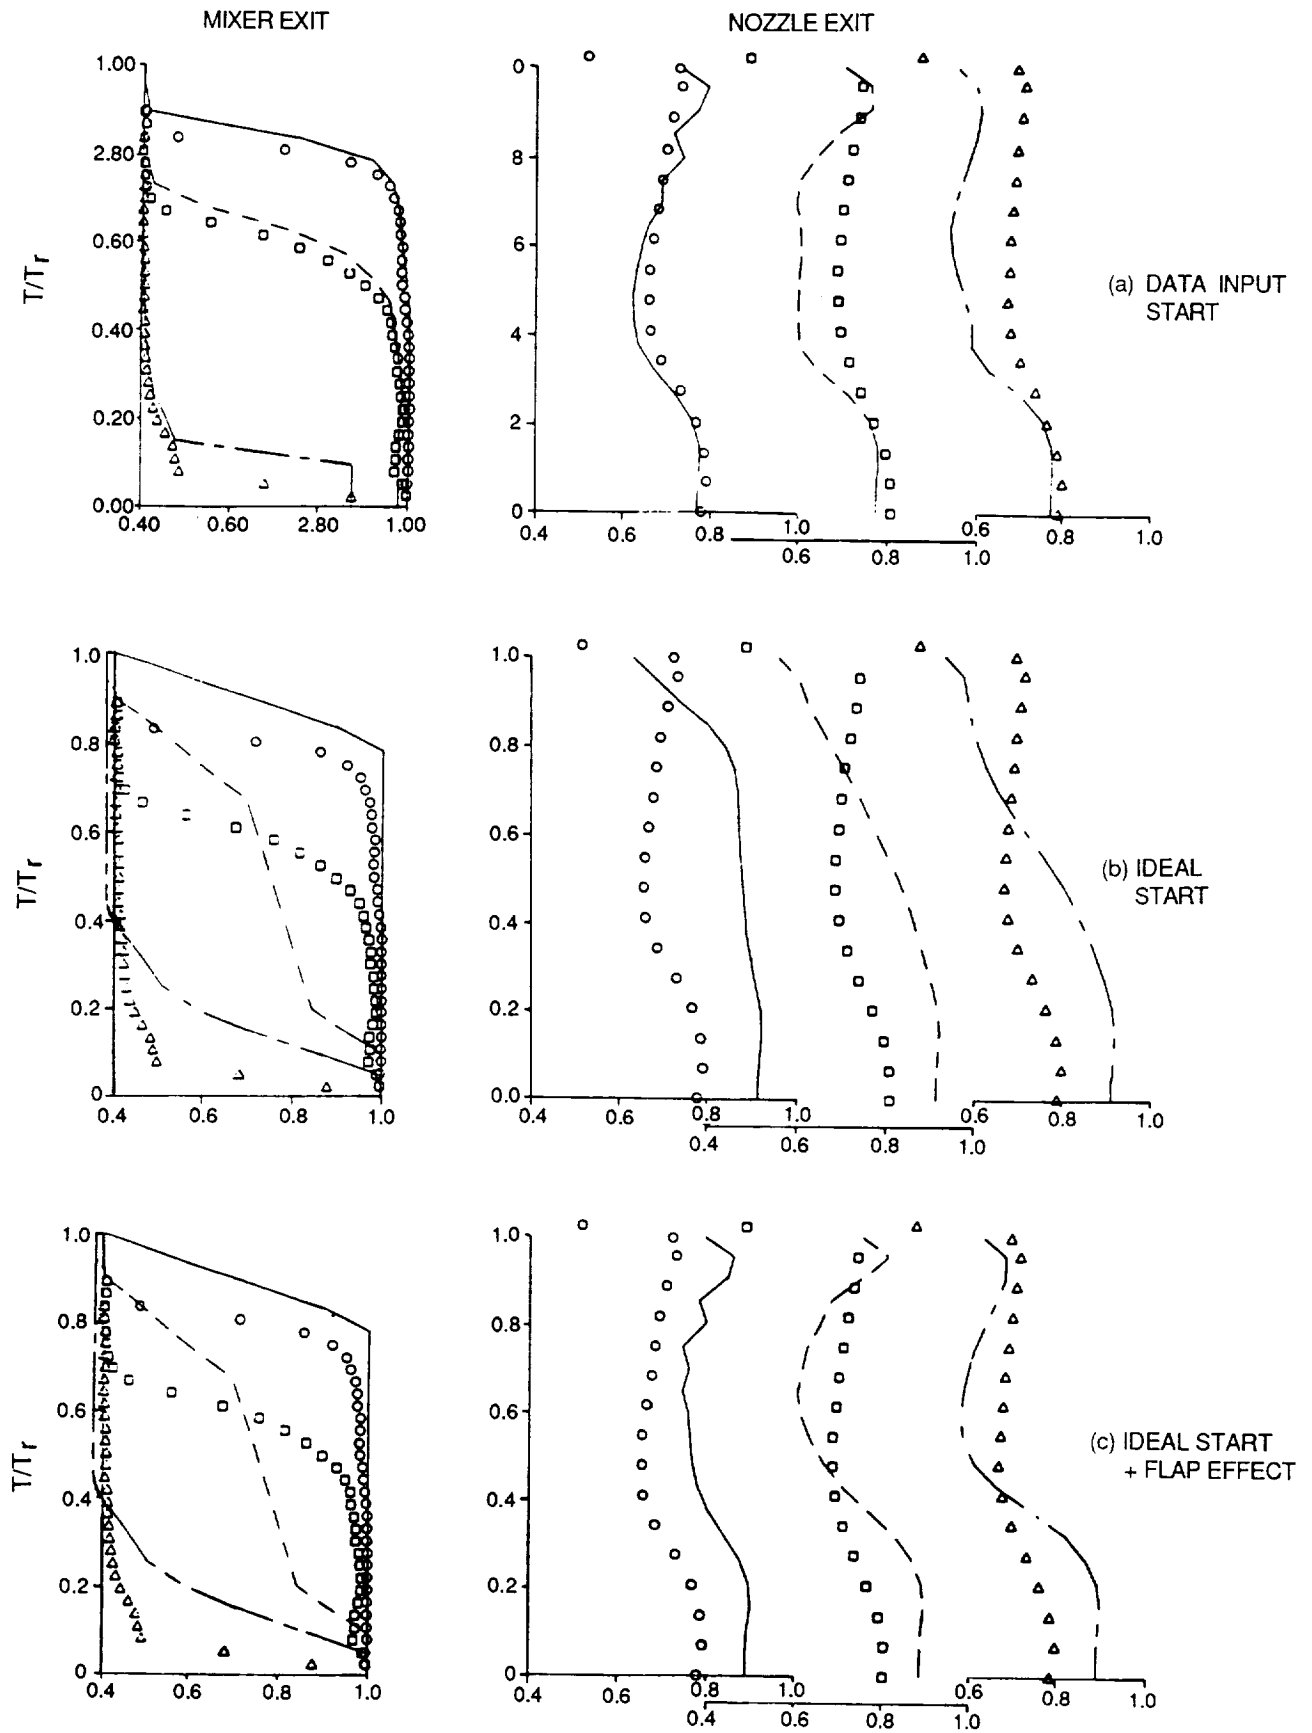 MIXER EXIT
NOZZLE EXIT
1.00
2.80
0.60
0.40
0.20
0.00
T/Tr
0.40 0.60 2.80 1.00
0
8
6
4
2
0
0.4 0.6 0.8 1.0
0.6 0.8 1.0
0.6 0.8 1.0
(a) DATA INPUT
START
1.0
0.8
0.6
0.4
0.2
0
T/Tr
0.4 0.6 0.8 1.0
1.0
0.8
0.6
0.4
0.2
0.0
0.4 0.6 0.8 1.0
0.4 0.6 0.8 1.0
0.6 0.8 1.0
(b) IDEAL
START
1.0
0.8
0.6
0.4
0.2
0
T/Tr
0.4 0.6 0.8 1.0
1.0
0.8
0.6
0.4
0.2
0
0.4 0.6 0.8 1.0
0.4 0.6 0.8 1.0
0.6 0.8 1.0
(c) IDEAL START
+ FLAP EFFECT